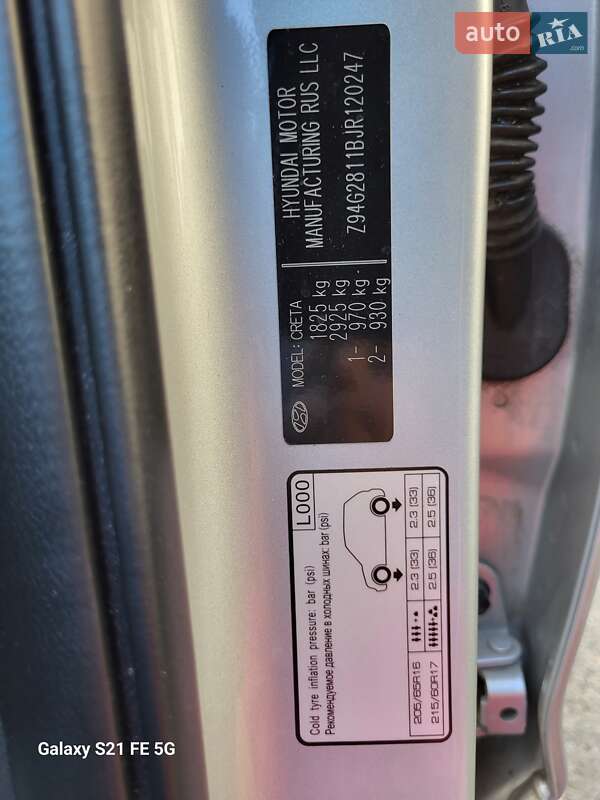 auto RIA .com
HYUNDAI MOTOR
MANUFACTURING RUS LLC
Z94G2811BJR120247
MODEL: CRETA
1825 kg
2925 kg
1- 970 kg
2- 930 kg
L000
Cold tyre inflation pressure: bar (psi)
Рекомендуемое давление в холодных шинах: bar (psi)
205/65R16 2.3 (33) 2.3 (33)
215/60R17 2.5 (36) 2.5 (36)
Galaxy S21 FE 5G